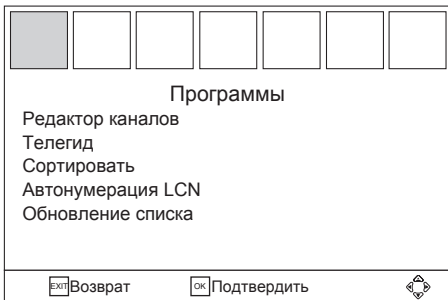 Программы
Редактор каналов
Телегид
Сортировать
Автонумерация LCN
Обновление списка
EXIT Возврат OK Подтвердить